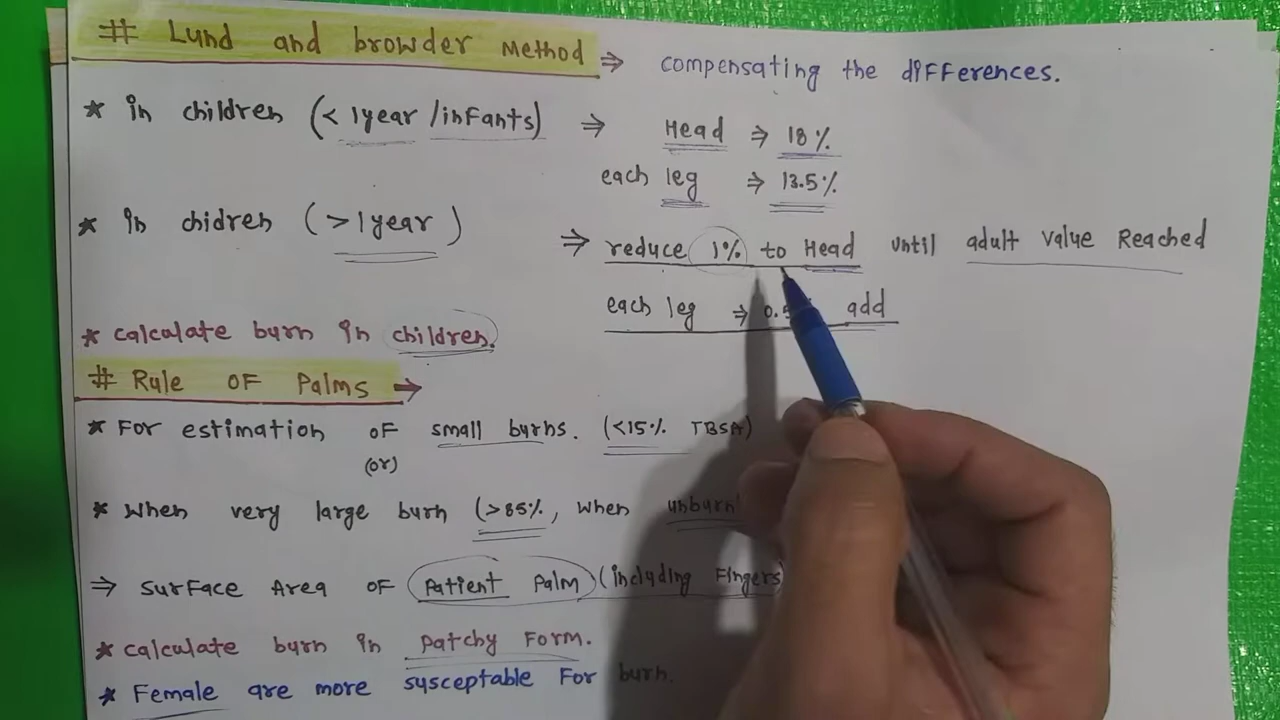 # Lund and browder Method ⇒ compensating the differences.
* in children (< 1year / infants) ⇒ Head ⇒ 18%
each leg ⇒ 13.5%
* in chidren (> 1year) ⇒ reduce 1% to Head until adult value Reached
each leg ⇒ 0.5 add
* calculate burn in children.
# Rule of Palms →
* For estimation of small burns. (<15% TBSA)
(or)
* When very large burn (>85%, when unburn
⇒ surface Area of Patient Palm (including Fingers
* calculate burn in patchy Form.
* Female are more susceptable For burn.